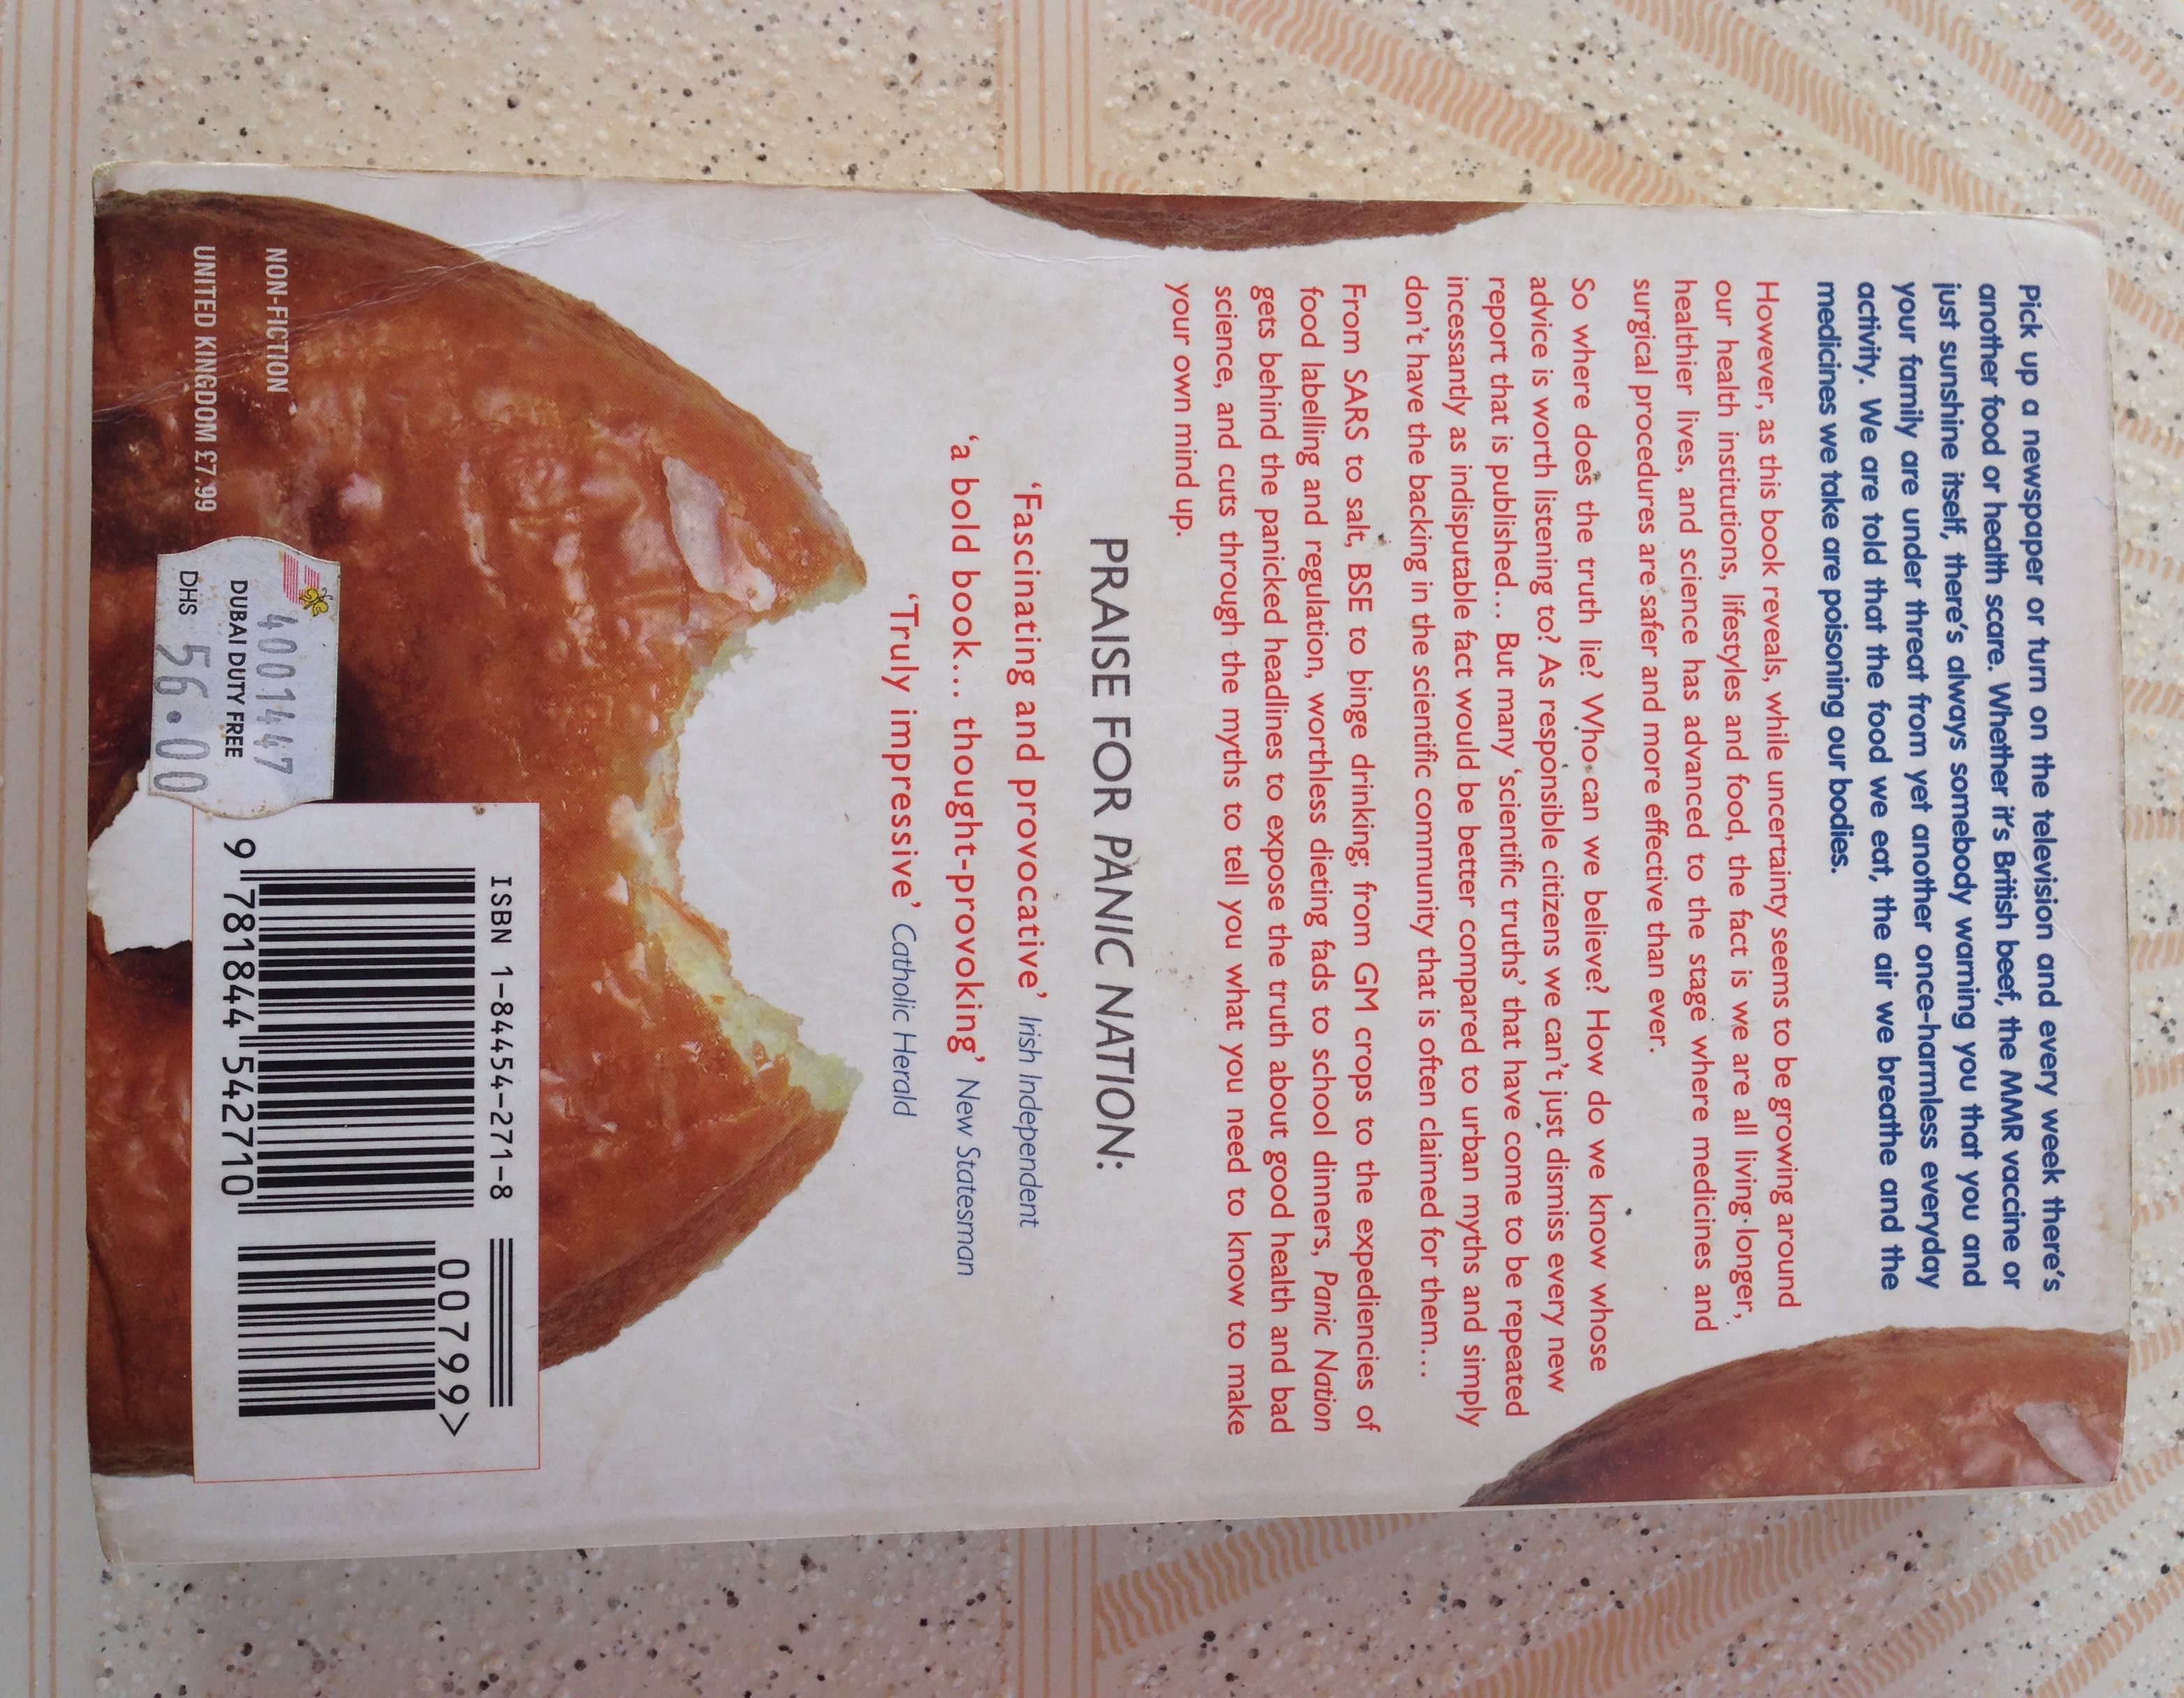 Pick up a newspaper or turn on the television and every week there's
another food or health scare. Whether it's British beef, the MMR vaccine or
just sunshine itself, there's always somebody warning you that you and
your family are under threat from yet another once-harmless everyday
activity. We are told that the food we eat, the air we breathe and the
medicines we take are poisoning our bodies.
However, as this book reveals, while uncertainty seems to be growing around
our health institutions, lifestyles and food, the fact is we are all living longer,
healthier lives, and science has advanced to the stage where medicines and
surgical procedures are safer and more effective than ever.
So where does the truth lie? Who can we believe? How do we know whose
advice is worth listening to? As responsible citizens we can't just dismiss every new
report that is published... But many 'scientific truths' that have come to be repeated
incessantly as indisputable fact would be better compared to urban myths and simply
don't have the backing in the scientific community that is often claimed for them...
From SARS to salt, BSE to binge drinking; from GM crops to the expediencies of
food labelling and regulation, worthless dieting fads to school dinners, Panic Nation
gets behind the panicked headlines to expose the truth about good health and bad
science, and cuts through the myths to tell you what you need to know to make
your own mind up.
PRAISE FOR PANIC NATION:
'Fascinating and provocative' Irish Independent
'a bold book... thought-provoking' New Statesman
'Truly impressive' Catholic Herald
NON-FICTION
UNITED KINGDOM £7.99
4001447
DUBAI DUTY FREE
DHS 56.00
ISBN 1-84454-271-8
9 781844 542710
00799>